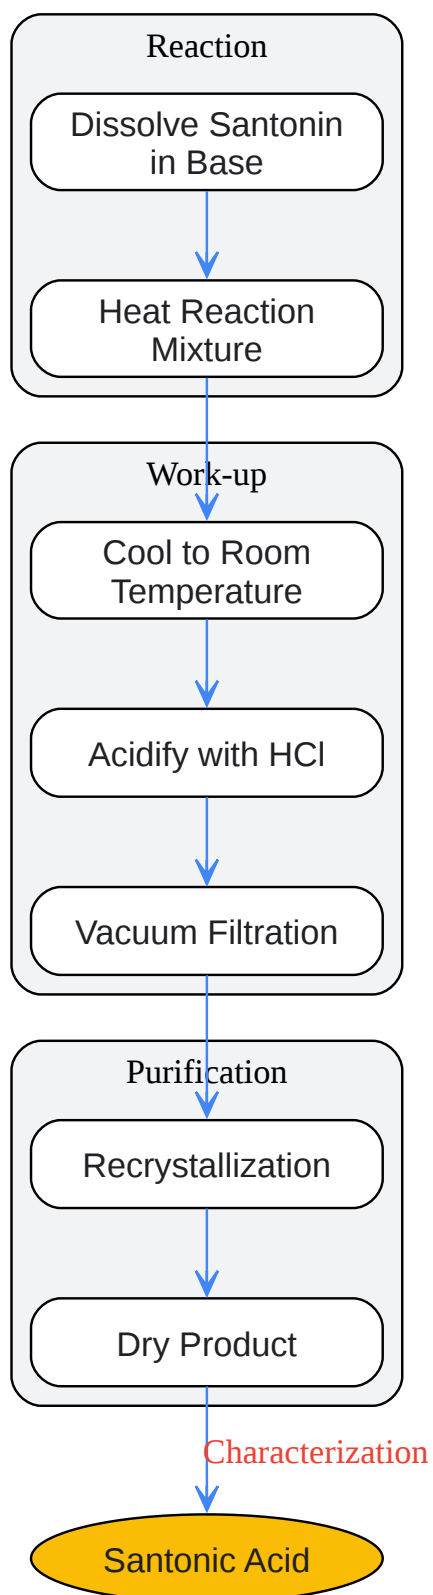 Reaction
Dissolve Santonin
in Base
Heat Reaction
Mixture
Work-up
Cool to Room
Temperature
Acidify with HCl
Vacuum Filtration
Purification
Recrystallization
Dry Product
Characterization
Santonic Acid